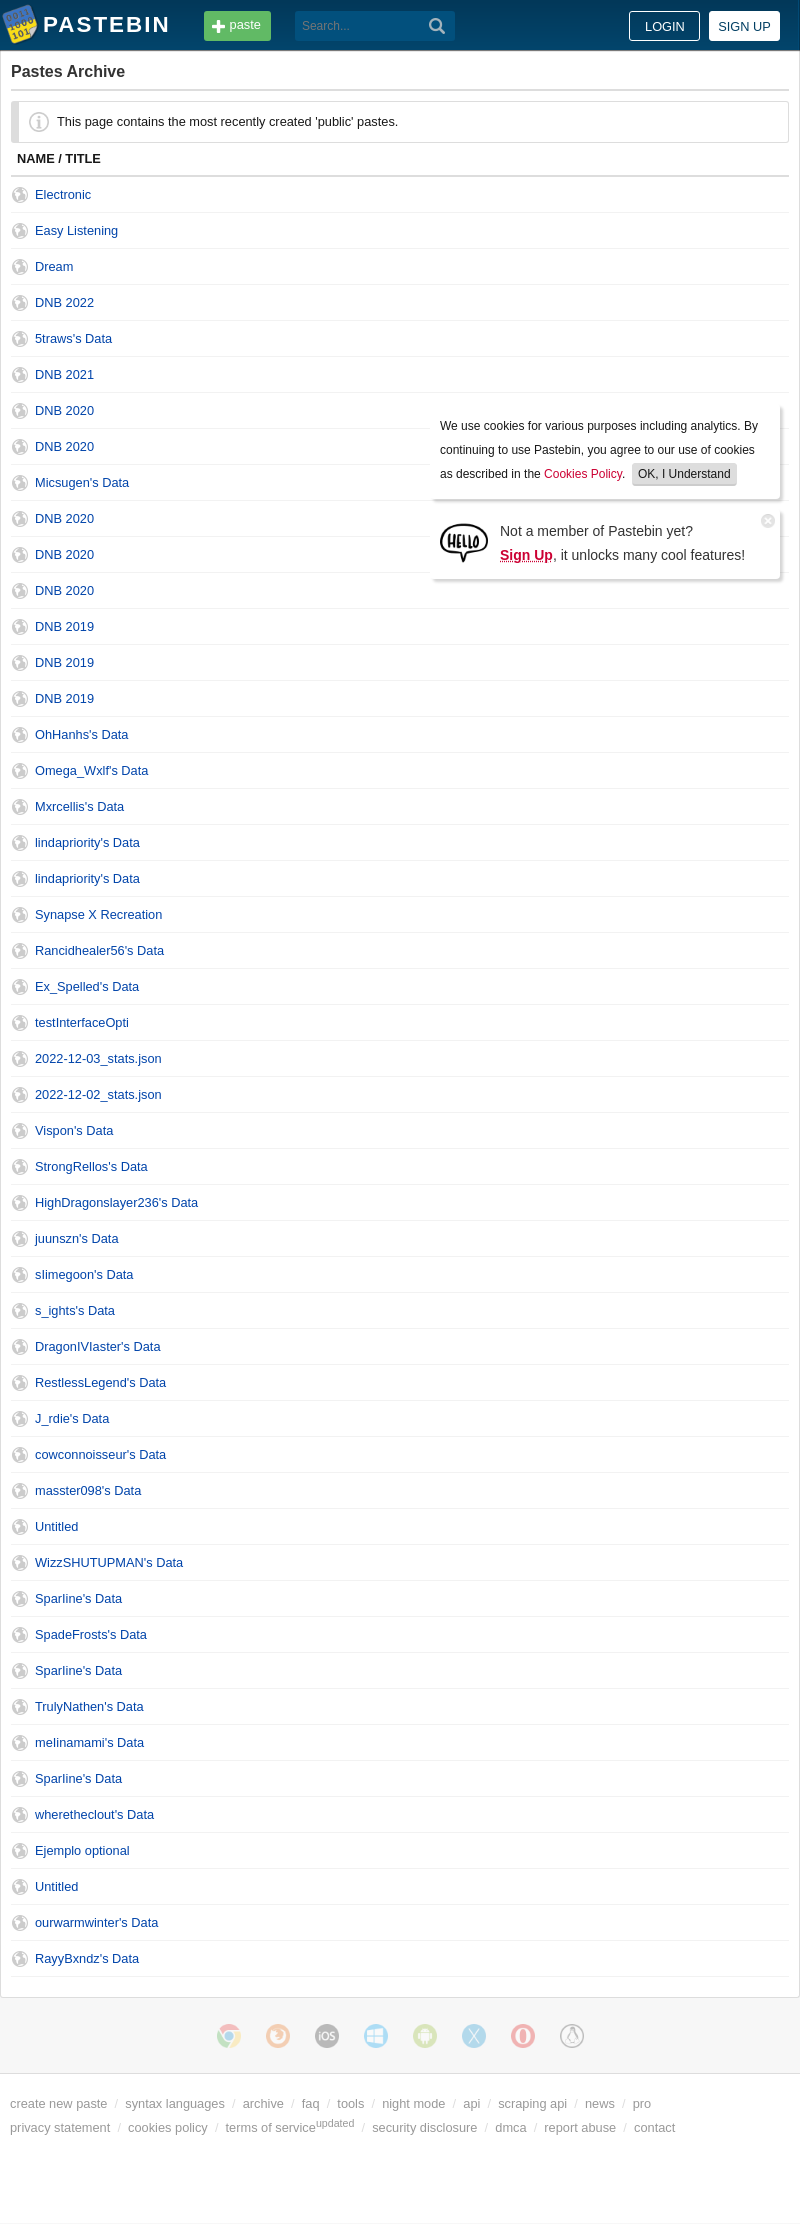 PASTEBIN paste Search... LOGIN SIGN UP
Pastes Archive
This page contains the most recently created 'public' pastes.
NAME / TITLE
Electronic
Easy Listening
Dream
DNB 2022
5traws's Data
DNB 2021
DNB 2020
DNB 2020
Micsugen's Data
DNB 2020
DNB 2020
DNB 2020
DNB 2019
DNB 2019
DNB 2019
OhHanhs's Data
Omega_Wxlf's Data
Mxrcellis's Data
lindapriority's Data
lindapriority's Data
Synapse X Recreation
Rancidhealer56's Data
Ex_Spelled's Data
testInterfaceOpti
2022-12-03_stats.json
2022-12-02_stats.json
Vispon's Data
StrongRellos's Data
HighDragonslayer236's Data
juunszn's Data
sIimegoon's Data
s_ights's Data
DragonIVIaster's Data
RestlessLegend's Data
J_rdie's Data
cowconnoisseur's Data
masster098's Data
Untitled
WizzSHUTUPMAN's Data
SparIine's Data
SpadeFrosts's Data
SparIine's Data
TrulyNathen's Data
meIinamami's Data
SparIine's Data
wheretheclout's Data
Ejemplo optional
Untitled
ourwarmwinter's Data
RayyBxndz's Data
We use cookies for various purposes including analytics. By
continuing to use Pastebin, you agree to our use of cookies
as described in the Cookies Policy. OK, I Understand
HELLO
Not a member of Pastebin yet?
Sign Up, it unlocks many cool features!
iOS
create new paste / syntax languages / archive / faq / tools / night mode / api / scraping api / news / pro
privacy statement / cookies policy / terms of serviceupdated / security disclosure / dmca / report abuse / contact